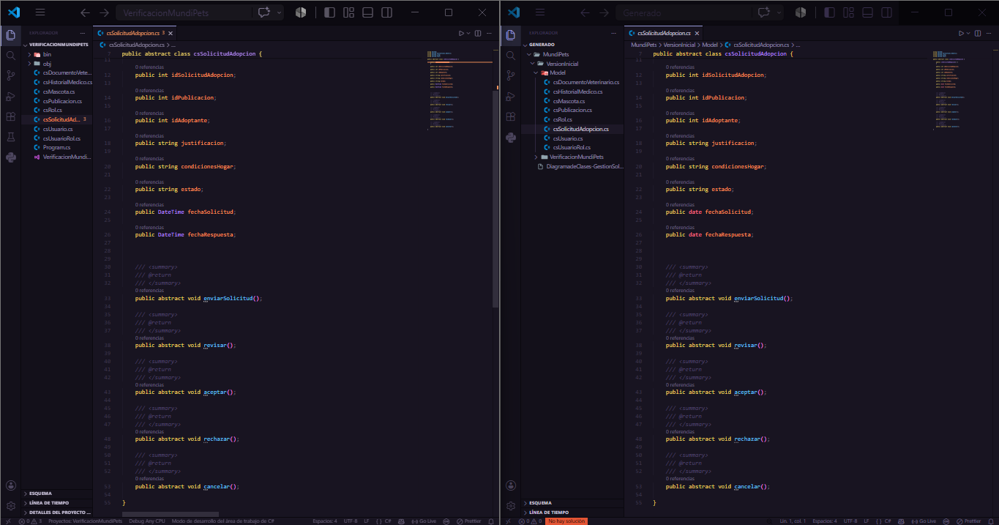 VerificacionMundiPets
EXPLORADOR
VERIFICACIONMUNDIPETS
bin
obj
csDocumentoVete...
csHistorialMedico.cs
csMascota.cs
csPublicacion.cs
csRol.cs
csSolicitudAd... 3
csUsuario.cs
csUsuarioRol.cs
Program.cs
VerificacionMundi...
ESQUEMA
LÍNEA DE TIEMPO
DETALLES DEL PROYECTO ...
csSolicitudAdopcion.cs 3
csSolicitudAdopcion.cs > ...
7 public abstract class csSolicitudAdopcion {
11
0 referencias
12 public int idSolicitudAdopcion;
13
0 referencias
14 public int idPublicacion;
15
0 referencias
16 public int idAdoptante;
17
0 referencias
18 public string justificacion;
19
0 referencias
20 public string condicionesHogar;
21
0 referencias
22 public string estado;
23
0 referencias
24 public DateTime fechaSolicitud;
25
0 referencias
26 public DateTime fechaRespuesta;
27
28
29
30 /// <summary>
31 /// @return
32 /// </summary>
0 referencias
33 public abstract void enviarSolicitud();
34
35 /// <summary>
36 /// @return
37 /// </summary>
0 referencias
38 public abstract void revisar();
39
40 /// <summary>
41 /// @return
42 /// </summary>
0 referencias
43 public abstract void aceptar();
44
45 /// <summary>
46 /// @return
47 /// </summary>
0 referencias
48 public abstract void rechazar();
49
50 /// <summary>
51 /// @return
52 /// </summary>
0 referencias
53 public abstract void cancelar();
54
55 }
0 3 Proyectos: VerificacionMundiPets Debug Any CPU Modo de desarrollo del área de trabajo de C# Espacios: 4 UTF-8 LF { } C# Go Live Prettier
Generado
EXPLORADOR
GENERADO
MundiPets
VersionInicial
Model
csDocumentoVeterinario.cs
csHistorialMedico.cs
csMascota.cs
csPublicacion.cs
csRol.cs
csSolicitudAdopcion.cs
csUsuario.cs
csUsuarioRol.cs
VerificacionMundiPets
DiagramadeClases-GestionSol...
ESQUEMA
LÍNEA DE TIEMPO
csSolicitudAdopcion.cs
MundiPets > VersionInicial > Model > csSolicitudAdopcion.cs > ...
7 public abstract class csSolicitudAdopcion {
11
0 referencias
12 public int idSolicitudAdopcion;
13
0 referencias
14 public int idPublicacion;
15
0 referencias
16 public int idAdoptante;
17
0 referencias
18 public string justificacion;
19
0 referencias
20 public string condicionesHogar;
21
0 referencias
22 public string estado;
23
0 referencias
24 public date fechaSolicitud;
25
0 referencias
26 public date fechaRespuesta;
27
28
29
30 /// <summary>
31 /// @return
32 /// </summary>
0 referencias
33 public abstract void enviarSolicitud();
34
35 /// <summary>
36 /// @return
37 /// </summary>
0 referencias
38 public abstract void revisar();
39
40 /// <summary>
41 /// @return
42 /// </summary>
0 referencias
43 public abstract void aceptar();
44
45 /// <summary>
46 /// @return
47 /// </summary>
0 referencias
48 public abstract void rechazar();
49
50 /// <summary>
51 /// @return
52 /// </summary>
0 referencias
53 public abstract void cancelar();
54
55 }
0 0 No hay solución Lín. 1, col. 1 Espacios: 4 UTF-8 LF { } C# Go Live Prettier